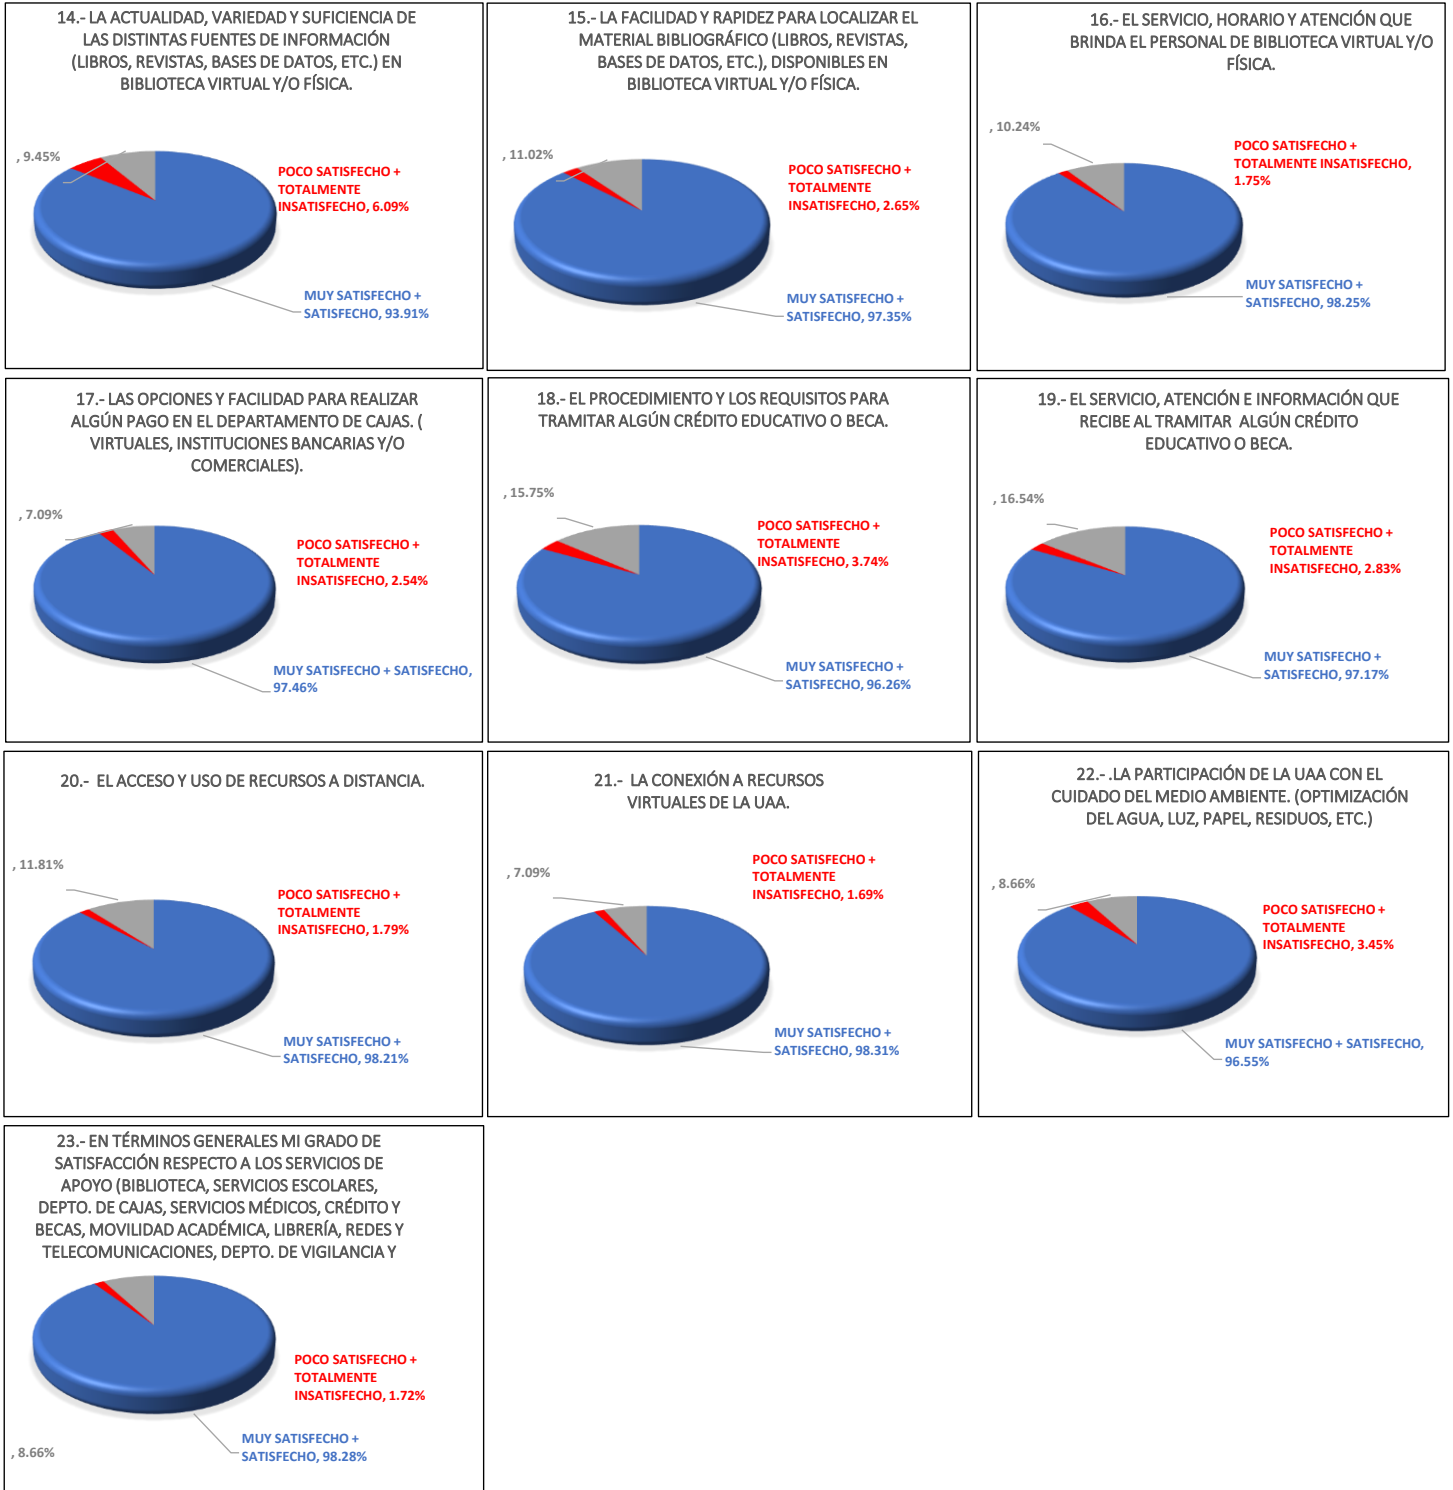 14.- LA ACTUALIDAD, VARIEDAD Y SUFICIENCIA DE
LAS DISTINTAS FUENTES DE INFORMACIÓN
(LIBROS, REVISTAS, BASES DE DATOS, ETC.) EN
BIBLIOTECA VIRTUAL Y/O FÍSICA.
, 9.45%
POCO SATISFECHO +
TOTALMENTE
INSATISFECHO, 6.09%
MUY SATISFECHO +
SATISFECHO, 93.91%
15.- LA FACILIDAD Y RAPIDEZ PARA LOCALIZAR EL
MATERIAL BIBLIOGRÁFICO (LIBROS, REVISTAS,
BASES DE DATOS, ETC.), DISPONIBLES EN
BIBLIOTECA VIRTUAL Y/O FÍSICA.
, 11.02%
POCO SATISFECHO +
TOTALMENTE
INSATISFECHO, 2.65%
MUY SATISFECHO +
SATISFECHO, 97.35%
16.- EL SERVICIO, HORARIO Y ATENCIÓN QUE
BRINDA EL PERSONAL DE BIBLIOTECA VIRTUAL Y/O
FÍSICA.
, 10.24%
POCO SATISFECHO +
TOTALMENTE INSATISFECHO,
1.75%
MUY SATISFECHO +
SATISFECHO, 98.25%
17.- LAS OPCIONES Y FACILIDAD PARA REALIZAR
ALGÚN PAGO EN EL DEPARTAMENTO DE CAJAS. (
VIRTUALES, INSTITUCIONES BANCARIAS Y/O
COMERCIALES).
, 7.09%
POCO SATISFECHO +
TOTALMENTE
INSATISFECHO, 2.54%
MUY SATISFECHO + SATISFECHO,
97.46%
18.- EL PROCEDIMIENTO Y LOS REQUISITOS PARA
TRAMITAR ALGÚN CRÉDITO EDUCATIVO O BECA.
, 15.75%
POCO SATISFECHO +
TOTALMENTE
INSATISFECHO, 3.74%
MUY SATISFECHO +
SATISFECHO, 96.26%
19.- EL SERVICIO, ATENCIÓN E INFORMACIÓN QUE
RECIBE AL TRAMITAR ALGÚN CRÉDITO
EDUCATIVO O BECA.
, 16.54%
POCO SATISFECHO +
TOTALMENTE
INSATISFECHO, 2.83%
MUY SATISFECHO +
SATISFECHO, 97.17%
20.- EL ACCESO Y USO DE RECURSOS A DISTANCIA.
, 11.81%
POCO SATISFECHO +
TOTALMENTE
INSATISFECHO, 1.79%
MUY SATISFECHO +
SATISFECHO, 98.21%
21.- LA CONEXIÓN A RECURSOS
VIRTUALES DE LA UAA.
, 7.09%
POCO SATISFECHO +
TOTALMENTE
INSATISFECHO, 1.69%
MUY SATISFECHO +
SATISFECHO, 98.31%
22.- .LA PARTICIPACIÓN DE LA UAA CON EL
CUIDADO DEL MEDIO AMBIENTE. (OPTIMIZACIÓN
DEL AGUA, LUZ, PAPEL, RESIDUOS, ETC.)
, 8.66%
POCO SATISFECHO +
TOTALMENTE
INSATISFECHO, 3.45%
MUY SATISFECHO + SATISFECHO,
96.55%
23.- EN TÉRMINOS GENERALES MI GRADO DE
SATISFACCIÓN RESPECTO A LOS SERVICIOS DE
APOYO (BIBLIOTECA, SERVICIOS ESCOLARES,
DEPTO. DE CAJAS, SERVICIOS MÉDICOS, CRÉDITO Y
BECAS, MOVILIDAD ACADÉMICA, LIBRERÍA, REDES Y
TELECOMUNICACIONES, DEPTO. DE VIGILANCIA Y
POCO SATISFECHO +
TOTALMENTE
INSATISFECHO, 1.72%
MUY SATISFECHO +
SATISFECHO, 98.28%
, 8.66%